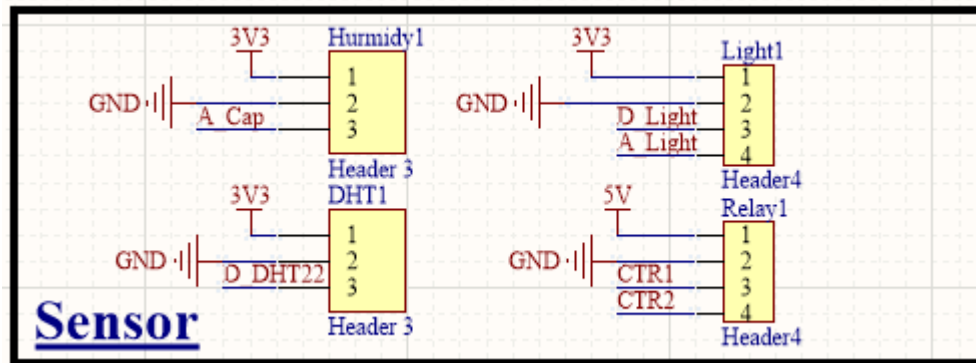 3V3
Hurmidy1
1
GND
2
A_Cap
3
Header 3
3V3
Light1
1
GND
2
D_Light
3
A_Light
4
Header4
3V3
DHT1
1
GND
2
D_DHT22
3
Header 3
5V
Relay1
1
GND
2
CTR1
3
CTR2
4
Header4
Sensor